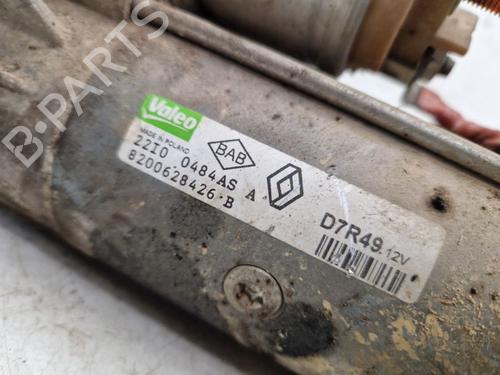 Valeo
MADE IN POLAND
BAB
22I0 0484AS A
8200628426-B
D7R49 12V
B-PARTS